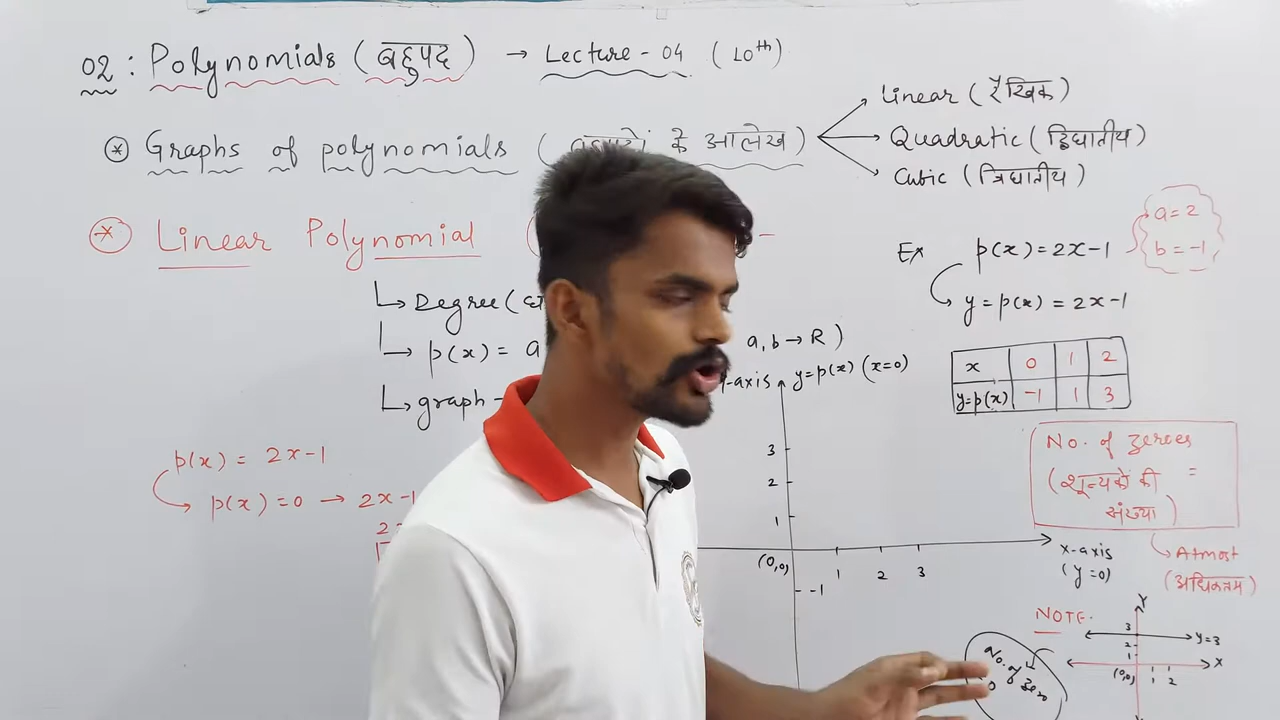 02 : Polynomials (बहुपद) → Lecture - 04 (10th)
* Graphs of polynomials ( के आलेख)
Linear (रैखिक)
Quadratic (द्विघातीय)
Cubic (त्रिघातीय)
* Linear Polynomial
↳ Degree (
↳ p(x) = a
a, b → R )
↳ graph -
Ex p(x) = 2x-1
a = 2
b = -1
y = p(x) = 2x-1
x 0 1 2
y=p(x) -1 1 3
p(x) = 2x-1
p(x) = 0 → 2x-1
y-axis y=p(x) (x=0)
3
2
1
(0,0) 1 2 3
-1
x-axis
(y=0)
No. of zeroes
(शून्यकों की =
संख्या)
Atmost
(अधिकतम)
NOTE.
Y
3
2
1
y=3
(0,0) 1 2 X
No. of zero
0